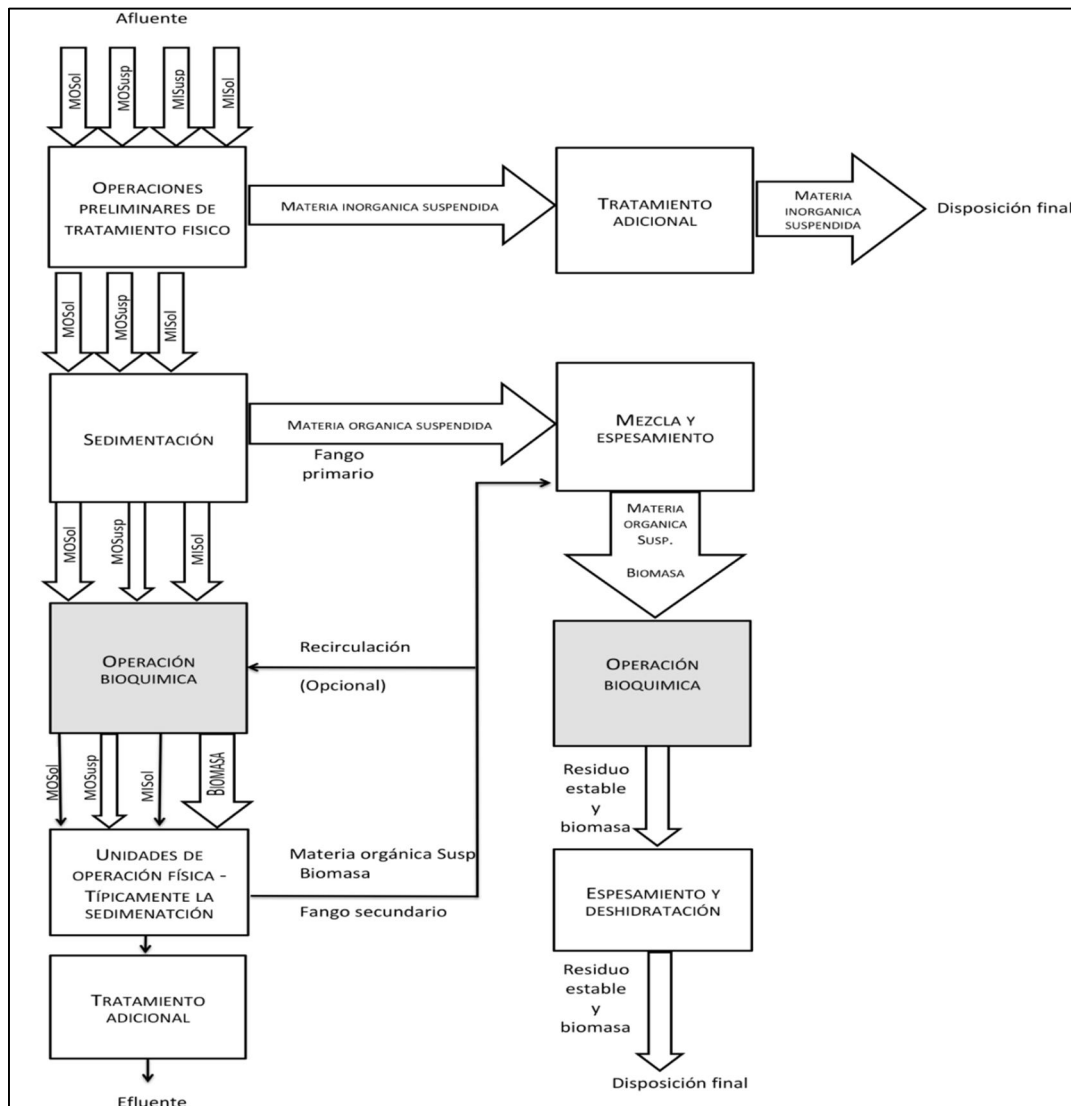 Afluente
MOSol
MOSusp
MISusp
MISol
OPERACIONES
PRELIMINARES DE
TRATAMIENTO FISICO
MATERIA INORGANICA SUSPENDIDA
TRATAMIENTO
ADICIONAL
MATERIA
INORGANICA
SUSPENDIDA
Disposición final
MOSol
MOSusp
MISol
SEDIMENTACIÓN
MATERIA ORGANICA SUSPENDIDA
Fango
primario
MEZCLA Y
ESPESAMIENTO
MOSol
MOSusp
MISol
MATERIA
ORGANICA
SUSP.
BIOMASA
OPERACIÓN
BIOQUIMICA
Recirculación
(Opcional)
OPERACIÓN
BIOQUIMICA
MOSol
MOSusp
MISol
BIOMASA
Residuo
estable
y
biomasa
UNIDADES DE
OPERACIÓN FÍSICA -
TÍPICAMENTE LA
SEDIMENATCIÓN
Materia orgánica Susp
Biomasa
Fango secundario
ESPESAMIENTO Y
DESHIDRATACIÓN
TRATAMIENTO
ADICIONAL
Residuo
estable
y
biomasa
Efluente
Disposición final